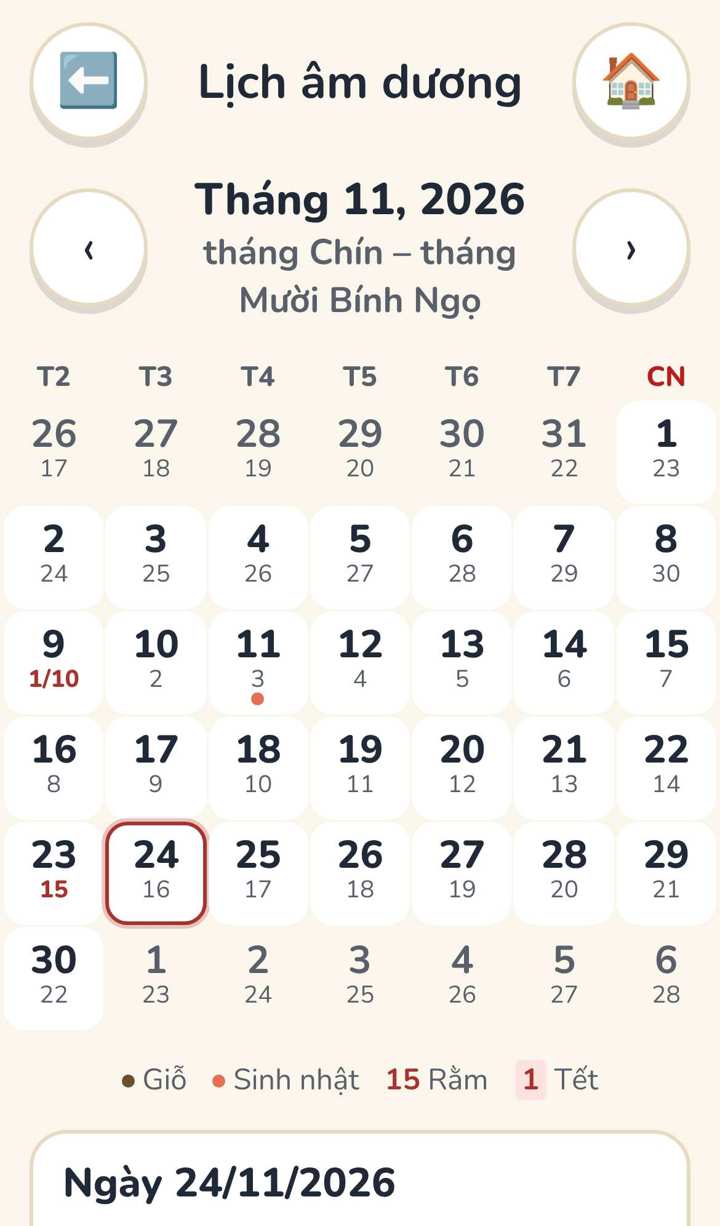 Lịch âm dương
Tháng 11, 2026
‹
tháng Chín – tháng
›
Mười Bính Ngọ
T2 T3 T4 T5 T6 T7 CN
26 27 28 29 30 31 1
17 18 19 20 21 22 23
2 3 4 5 6 7 8
24 25 26 27 28 29 30
9 10 11 12 13 14 15
1/10 2 3 4 5 6 7
16 17 18 19 20 21 22
8 9 10 11 12 13 14
23 24 25 26 27 28 29
15 16 17 18 19 20 21
30 1 2 3 4 5 6
22 23 24 25 26 27 28
Giỗ Sinh nhật 15 Rằm 1 Tết
Ngày 24/11/2026